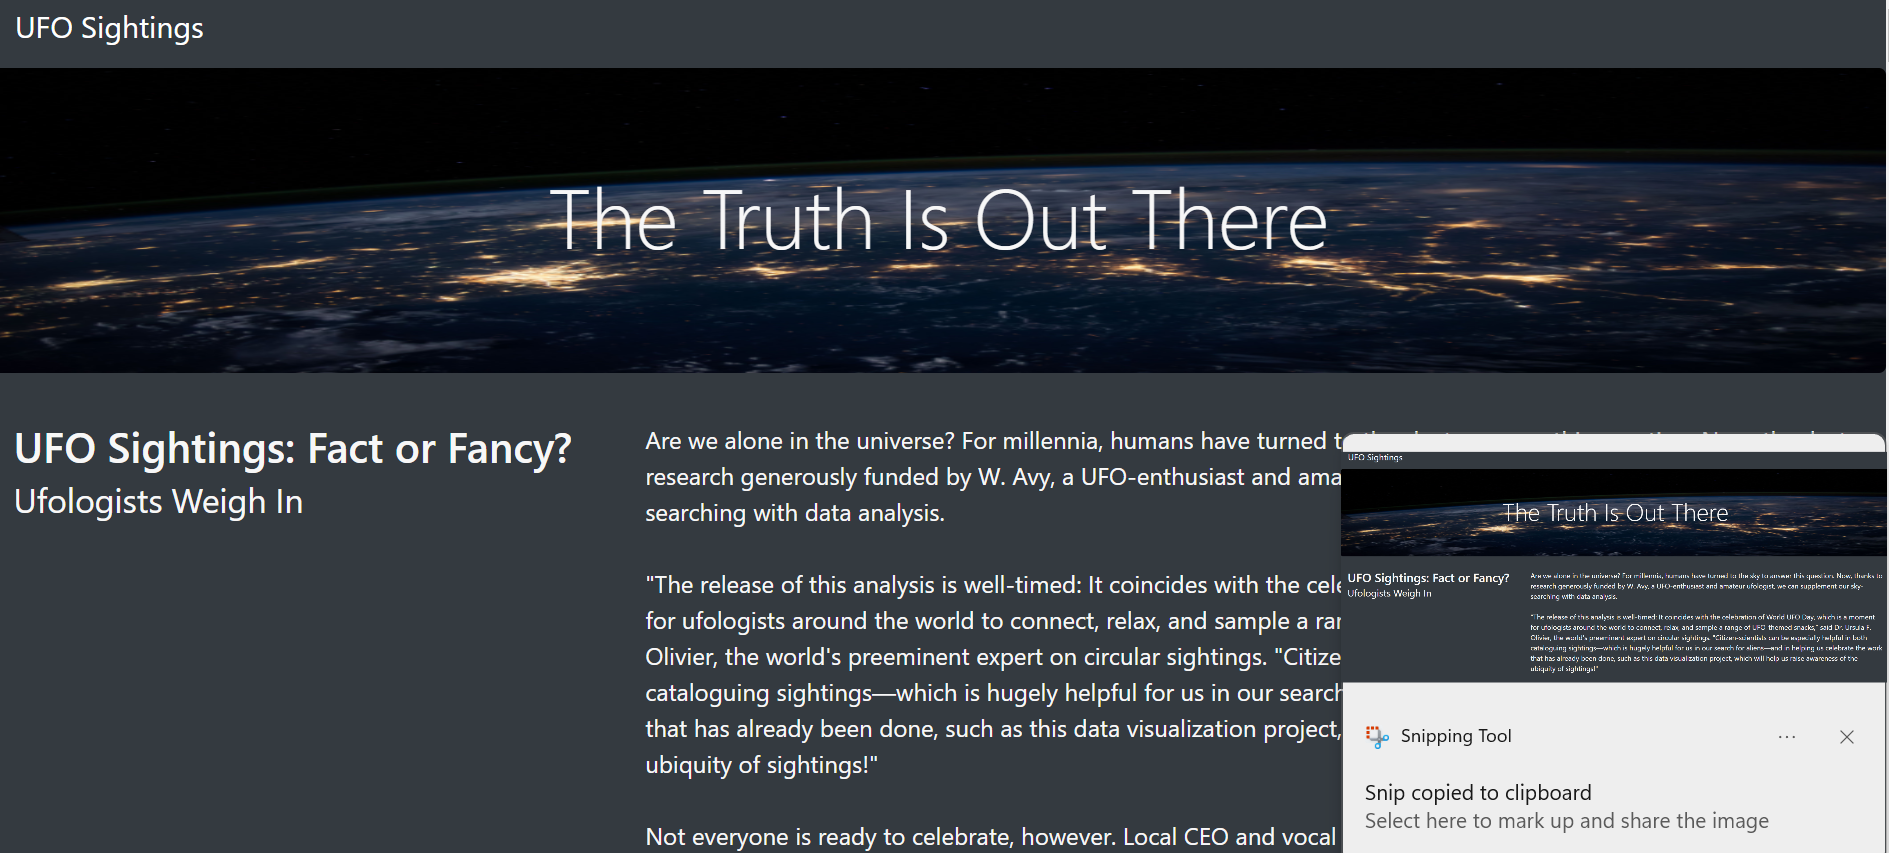 UFO Sightings
The Truth Is Out There
UFO Sightings: Fact or Fancy?
Ufologists Weigh In
Are we alone in the universe? For millennia, humans have turned t
research generously funded by W. Avy, a UFO-enthusiast and ama
searching with data analysis.
"The release of this analysis is well-timed: It coincides with the cele
for ufologists around the world to connect, relax, and sample a ran
Olivier, the world's preeminent expert on circular sightings. "Citize
cataloguing sightings—which is hugely helpful for us in our search
that has already been done, such as this data visualization project,
ubiquity of sightings!"
Not everyone is ready to celebrate, however. Local CEO and vocal
UFO Sightings
The Truth Is Out There
UFO Sightings: Fact or Fancy?
Ufologists Weigh In
Are we alone in the universe? For millennia, humans have turned to the sky to answer this question. Now, thanks to
research generously funded by W. Avy, a UFO-enthusiast and amateur ufologist, we can supplement our sky-
searching with data analysis.
"The release of this analysis is well-timed: It coincides with the celebration of World UFO Day, which is a moment
for ufologists around the world to connect, relax, and sample a range of UFO-themed snacks," said Dr. Ursula F.
Olivier, the world's preeminent expert on circular sightings. "Citizen-scientists can be especially helpful in both
cataloguing sightings—which is hugely helpful for us in our search for aliens—and in helping us celebrate the work
that has already been done, such as this data visualization project, which will help us raise awareness of the
ubiquity of sightings!"
Snipping Tool
Snip copied to clipboard
Select here to mark up and share the image